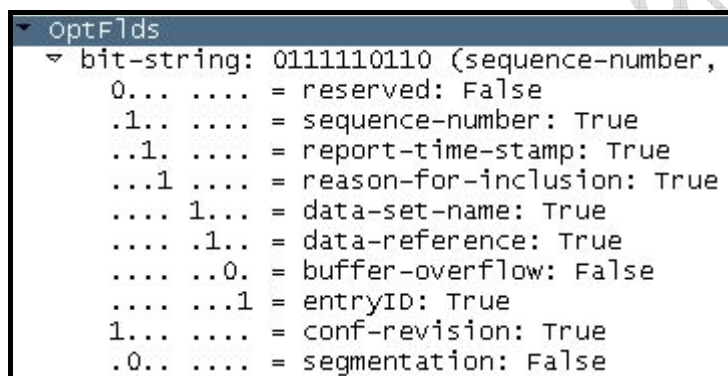 OptFlds
bit-string: 0111110110 (sequence-number,
0... .... = reserved: False
.1.. .... = sequence-number: True
..1. .... = report-time-stamp: True
...1 .... = reason-for-inclusion: True
.... 1... = data-set-name: True
.... .1.. = data-reference: True
.... ..0. = buffer-overflow: False
.... ...1 = entryID: True
1... .... = conf-revision: True
.0.. .... = segmentation: False